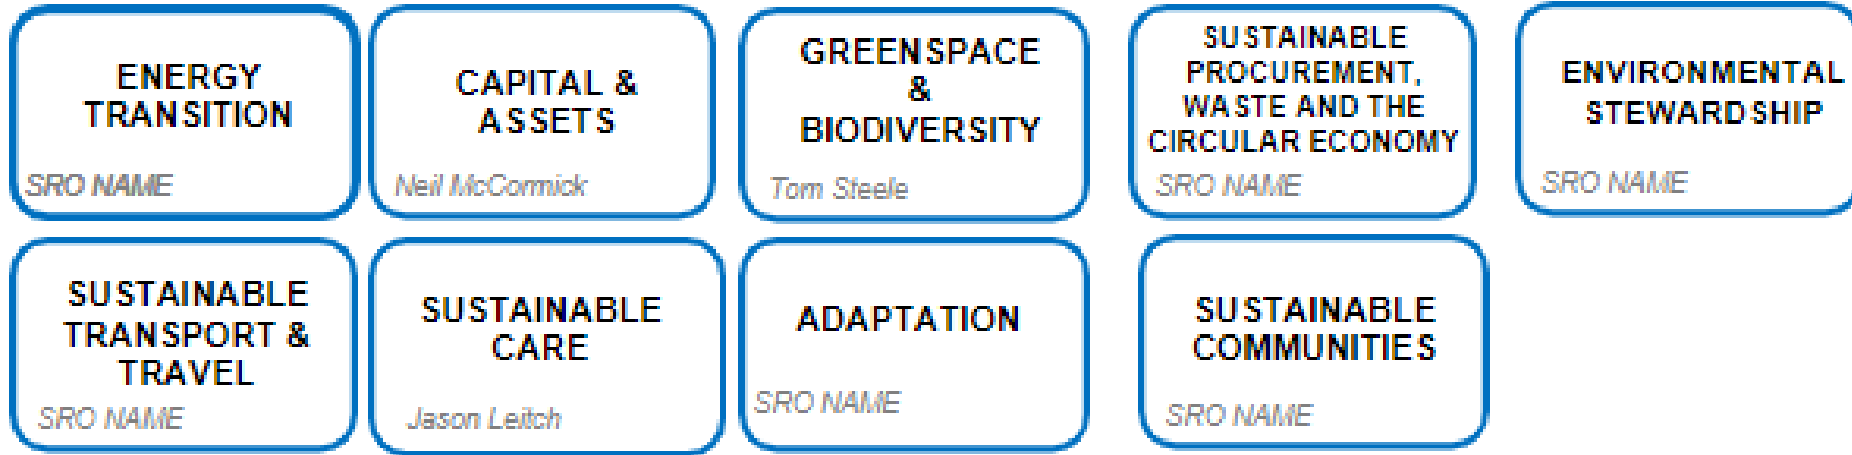 ENERGY
TRANSITION
SRO NAME
CAPITAL &
ASSETS
Neil McCormick
GREENSPACE
&
BIODIVERSITY
Tom Steele
SUSTAINABLE
PROCUREMENT,
WASTE AND THE
CIRCULAR ECONOMY
SRO NAME
ENVIRONMENTAL
STEWARDSHIP
SRO NAME
SUSTAINABLE
TRANSPORT &
TRAVEL
SRO NAME
SUSTAINABLE
CARE
Jason Leitch
ADAPTATION
SRO NAME
SUSTAINABLE
COMMUNITIES
SRO NAME